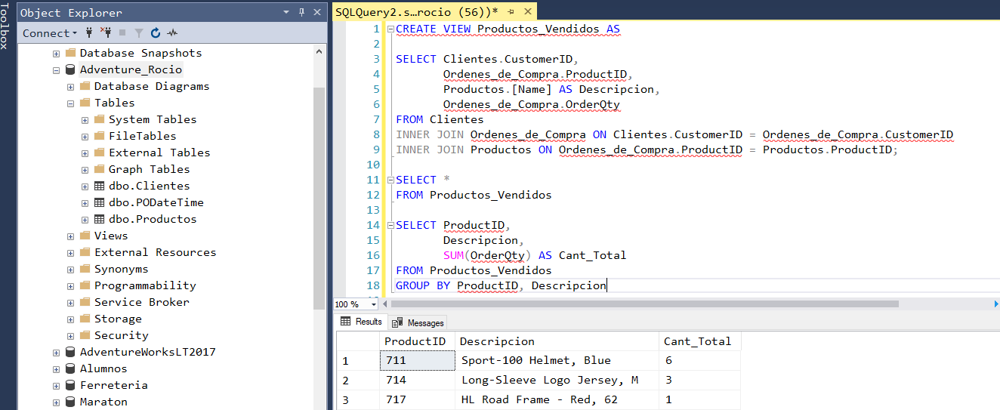 Toolbox
Object Explorer
Connect
Database Snapshots
Adventure_Rocio
Database Diagrams
Tables
System Tables
FileTables
External Tables
Graph Tables
dbo.Clientes
dbo.PODateTime
dbo.Productos
Views
External Resources
Synonyms
Programmability
Service Broker
Storage
Security
AdventureWorksLT2017
Alumnos
Ferreteria
Maraton
SQLQuery2.s...rocio (56))*
1 CREATE VIEW Productos_Vendidos AS
2
3 SELECT Clientes.CustomerID,
4 Ordenes_de_Compra.ProductID,
5 Productos.[Name] AS Descripcion,
6 Ordenes_de_Compra.OrderQty
7 FROM Clientes
8 INNER JOIN Ordenes_de_Compra ON Clientes.CustomerID = Ordenes_de_Compra.CustomerID
9 INNER JOIN Productos ON Ordenes_de_Compra.ProductID = Productos.ProductID;
10
11 SELECT *
12 FROM Productos_Vendidos
13
14 SELECT ProductID,
15 Descripcion,
16 SUM(OrderQty) AS Cant_Total
17 FROM Productos_Vendidos
18 GROUP BY ProductID, Descripcion
100 %
Results Messages
ProductID Descripcion Cant_Total
1 711 Sport-100 Helmet, Blue 6
2 714 Long-Sleeve Logo Jersey, M 3
3 717 HL Road Frame - Red, 62 1